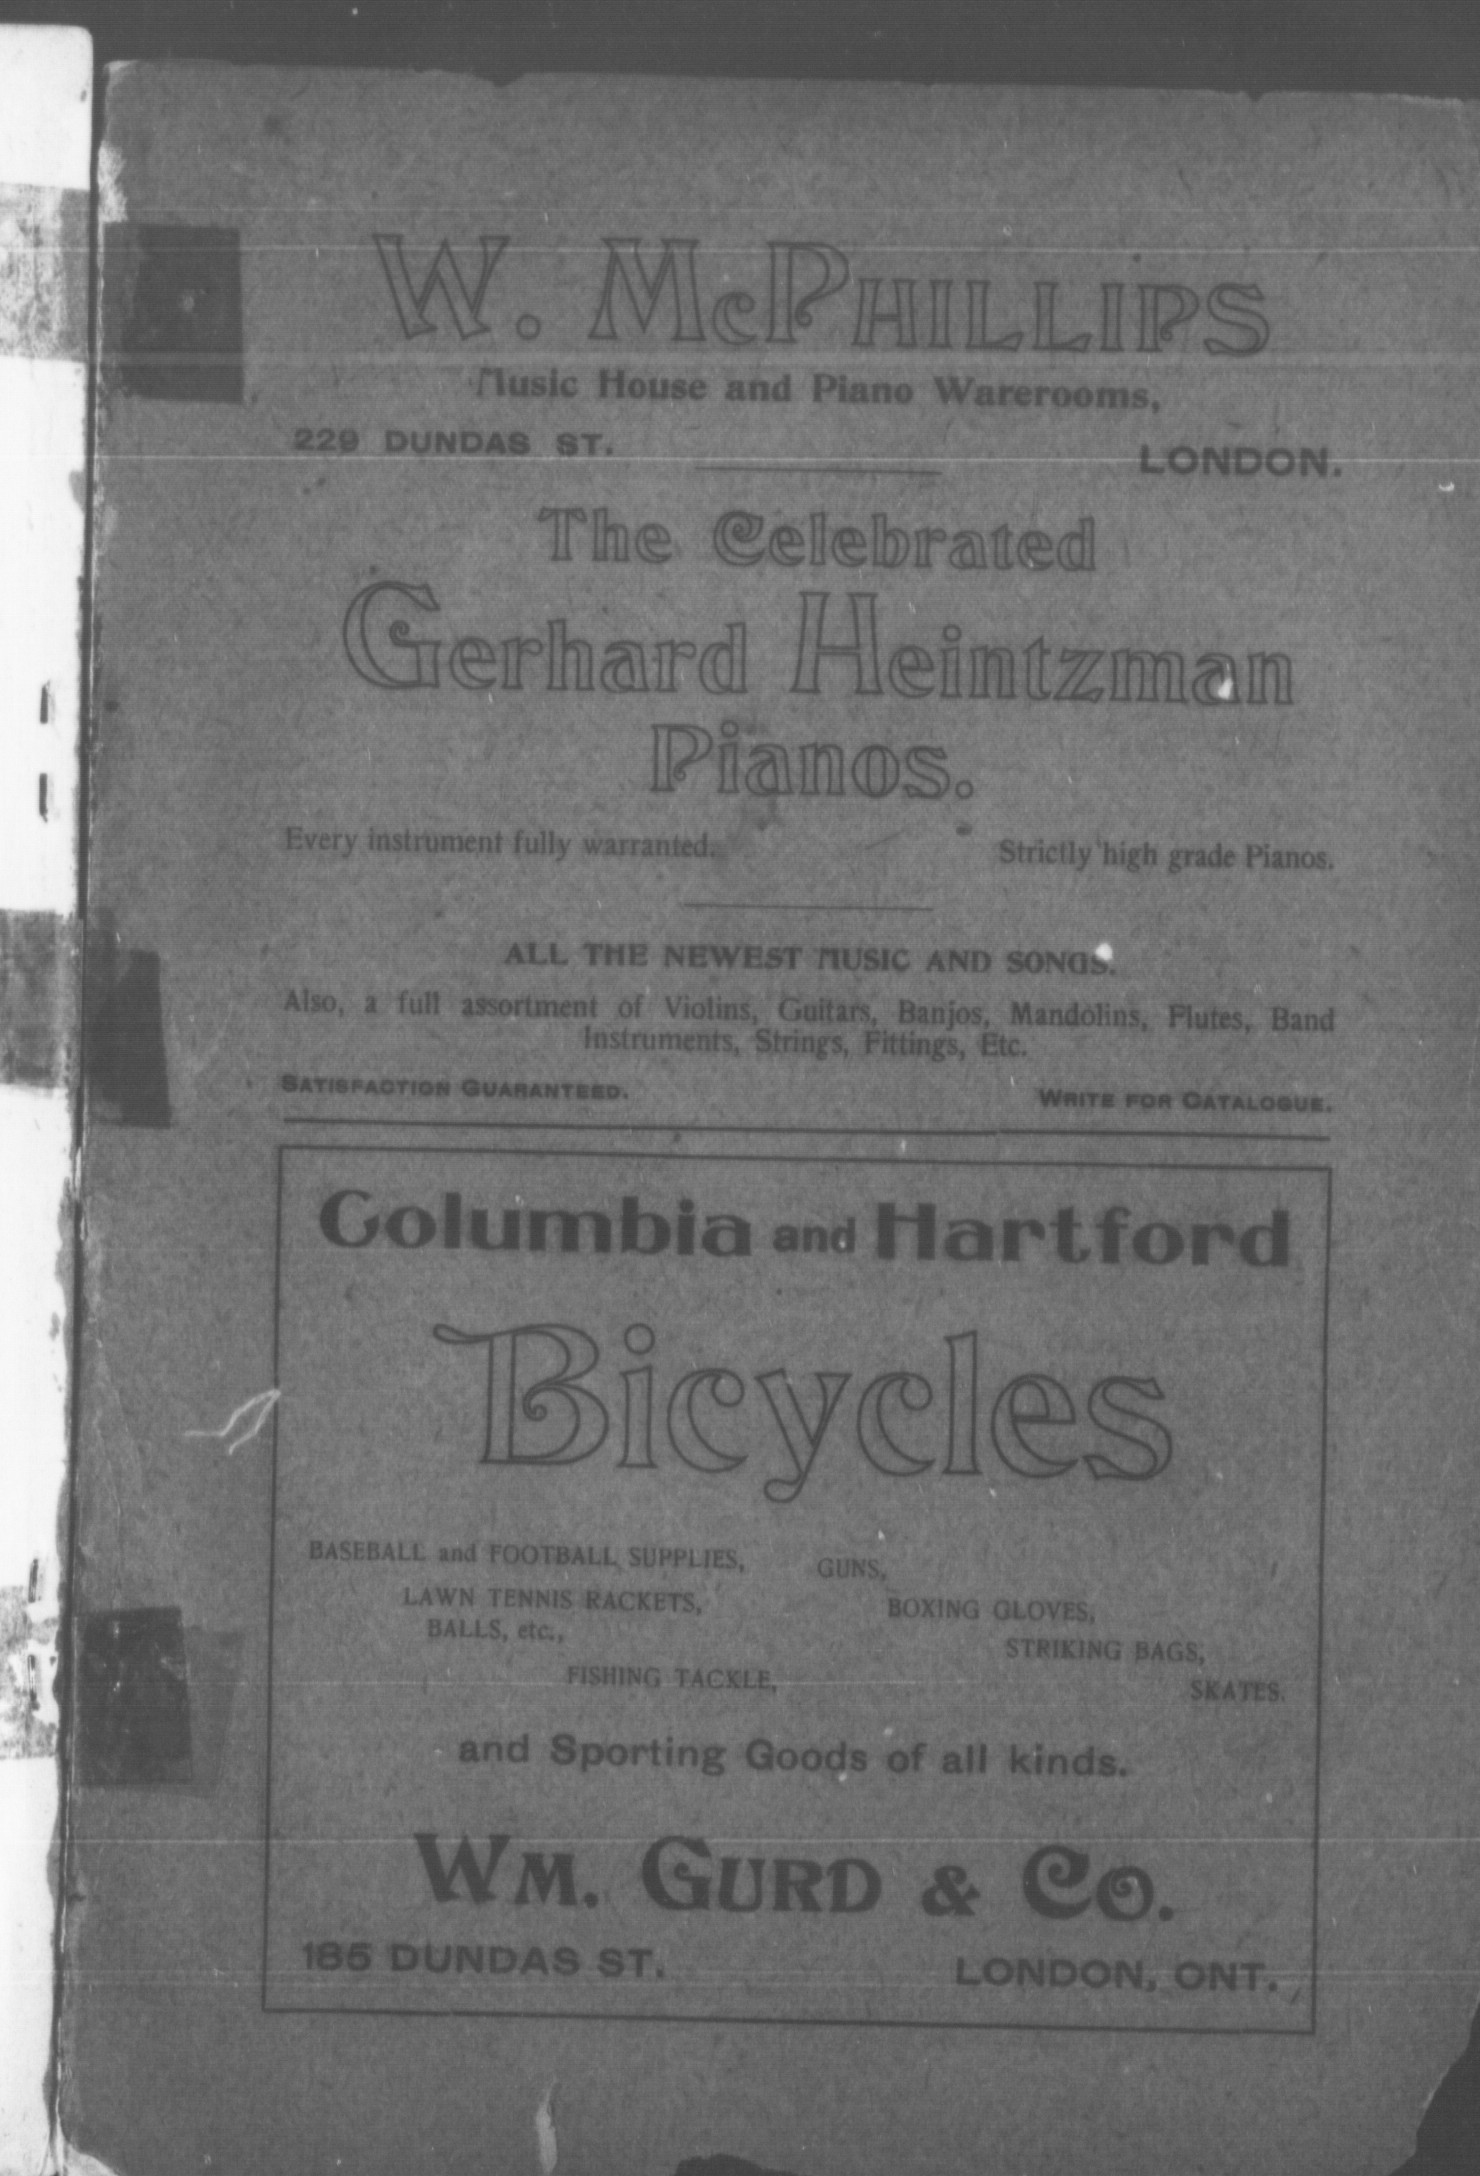 W. McPHILLIPS
Music House and Piano Warerooms,
229 DUNDAS ST. LONDON.
The Celebrated
Gerhard Heintzman
Pianos.
Every instrument fully warranted. Strictly high grade Pianos.
ALL THE NEWEST MUSIC AND SONGS.
Also, a full assortment of Violins, Guitars, Banjos, Mandolins, Flutes, Band
Instruments, Strings, Fittings, Etc.
SATISFACTION GUARANTEED. WRITE FOR CATALOGUE.
Columbia and Hartford
Bicycles
BASEBALL and FOOTBALL SUPPLIES, GUNS,
LAWN TENNIS RACKETS, BOXING GLOVES,
BALLS, etc., STRIKING BAGS,
FISHING TACKLE, SKATES.
and Sporting Goods of all kinds.
WM. GURD & CO.
185 DUNDAS ST. LONDON, ONT.